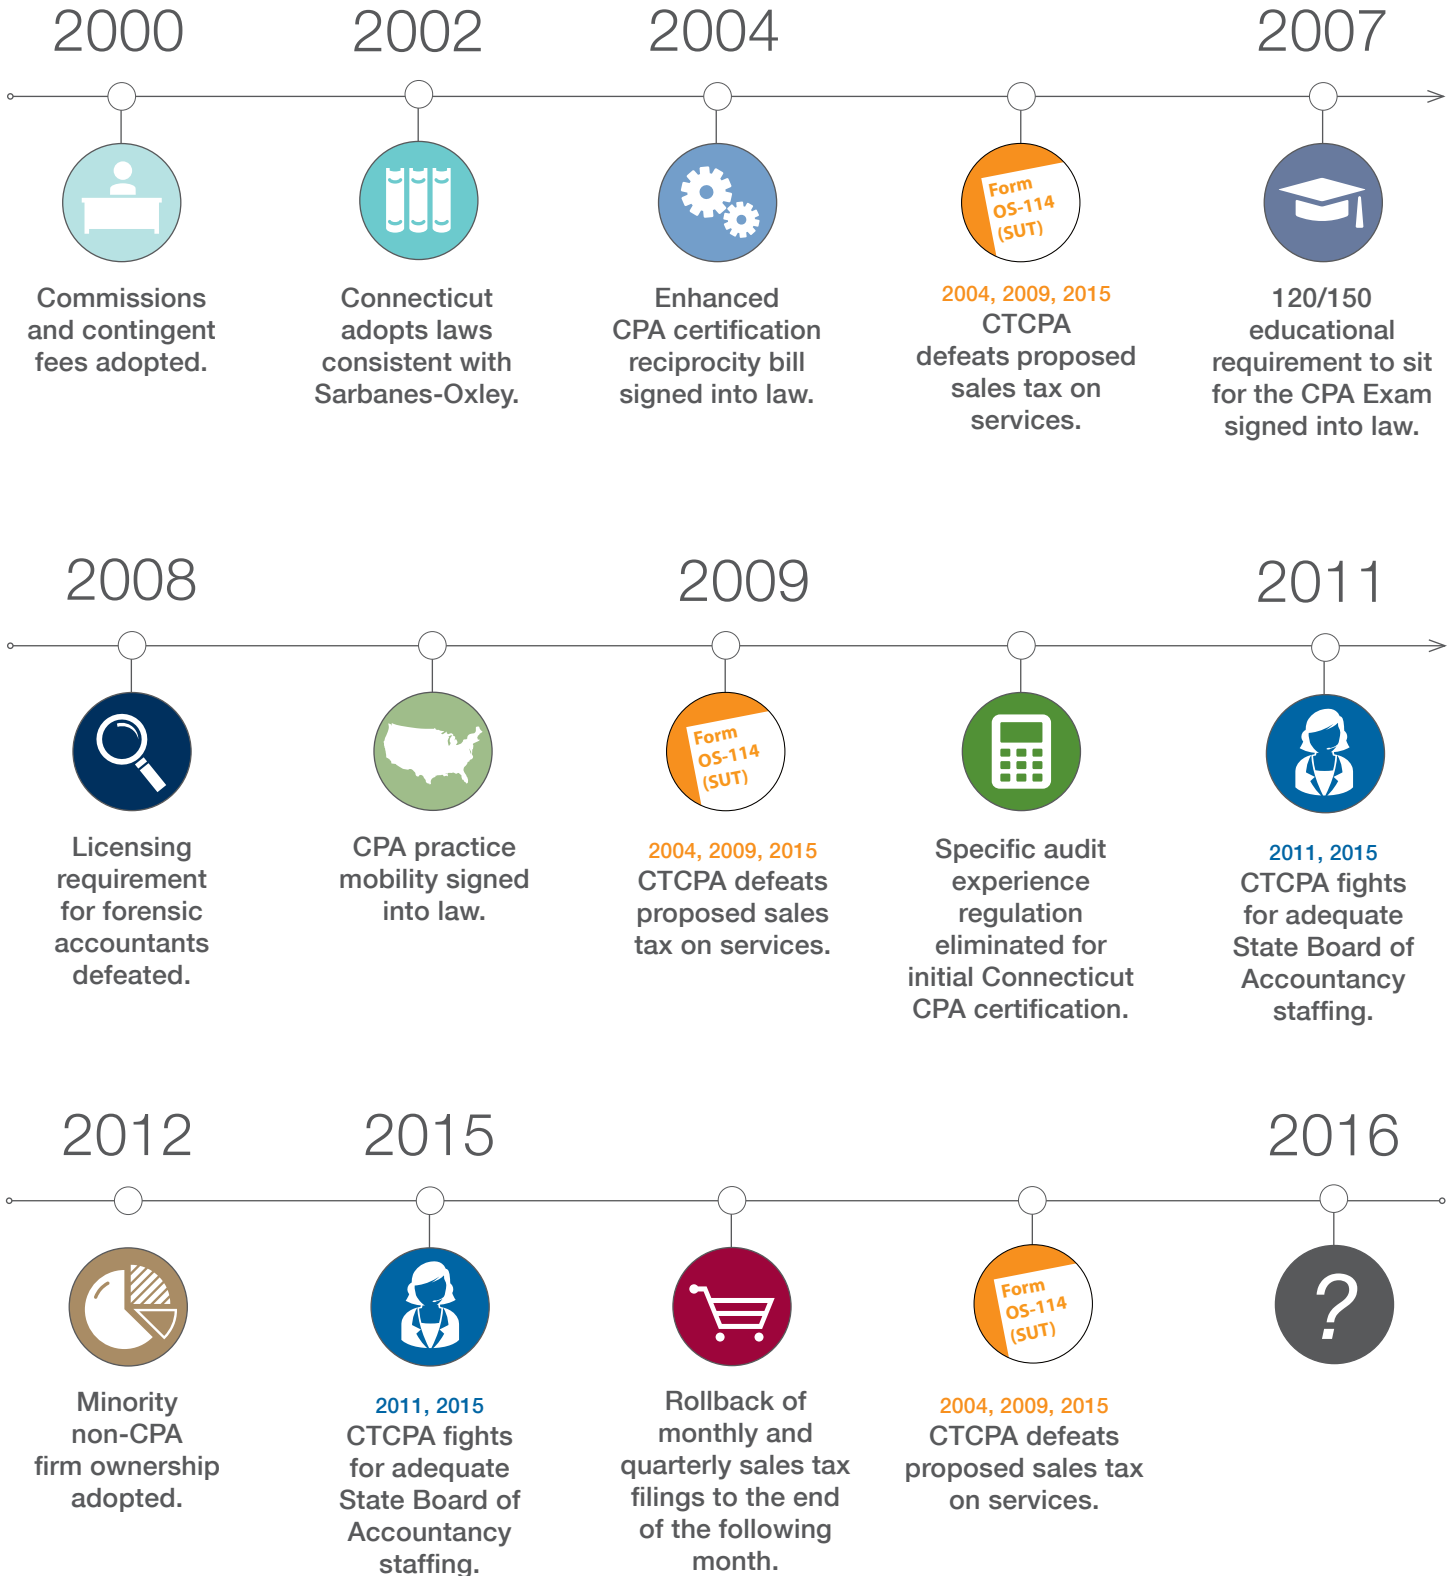 2000
2002
2004
2007
Form
OS-114
(SUT)
Commissions
and contingent
fees adopted.
Connecticut
adopts laws
consistent with
Sarbanes-Oxley.
Enhanced
CPA certification
reciprocity bill
signed into law.
2004, 2009, 2015
CTCPA
defeats proposed
sales tax on
services.
120/150
educational
requirement to sit
for the CPA Exam
signed into law.
2008
2009
2011
Form
OS-114
(SUT)
Licensing
requirement
for forensic
accountants
defeated.
CPA practice
mobility signed
into law.
2004, 2009, 2015
CTCPA defeats
proposed sales
tax on services.
Specific audit
experience
regulation
eliminated for
initial Connecticut
CPA certification.
2011, 2015
CTCPA fights
for adequate
State Board of
Accountancy
staffing.
2012
2015
2016
Form
OS-114
(SUT)
?
Minority
non-CPA
firm ownership
adopted.
2011, 2015
CTCPA fights
for adequate
State Board of
Accountancy
staffing.
Rollback of
monthly and
quarterly sales tax
filings to the end
of the following
month.
2004, 2009, 2015
CTCPA defeats
proposed sales tax
on services.